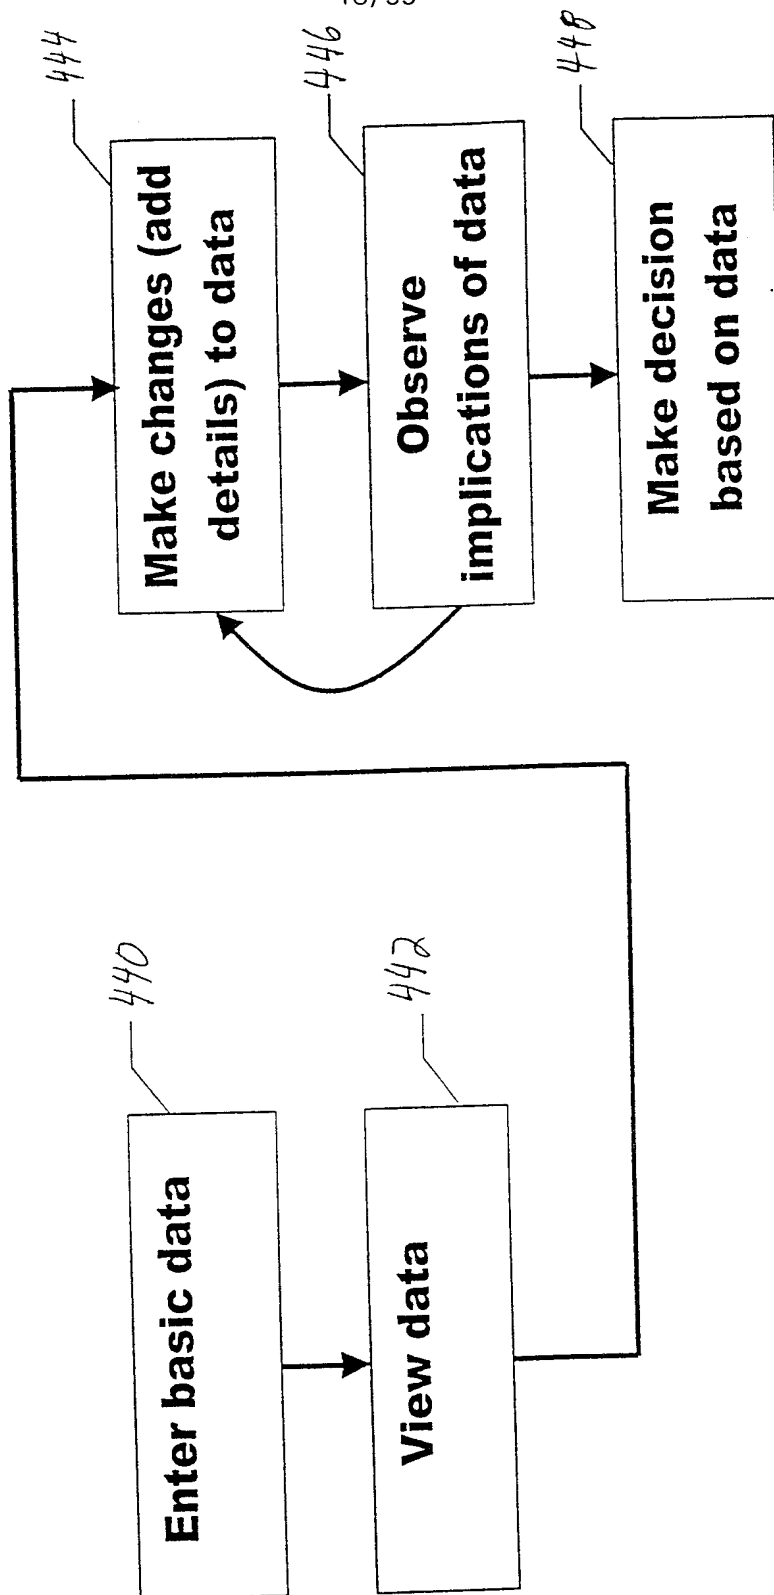 440
Enter basic data
442
View data
444
Make changes (add
details) to data
446
Observe
implications of data
448
Make decision
based on data